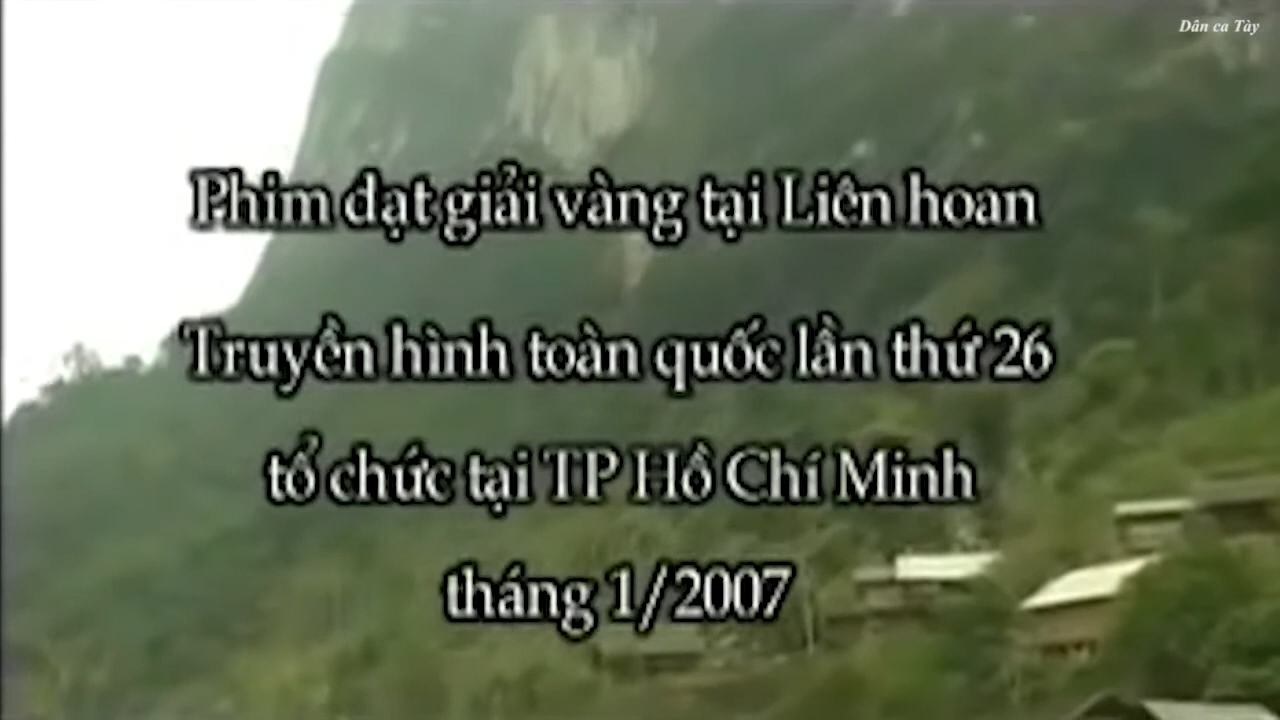 Dân ca Tày
Phim đạt giải vàng tại Liên hoan
Truyền hình toàn quốc lần thứ 26
tổ chức tại TP Hồ Chí Minh
tháng 1/2007